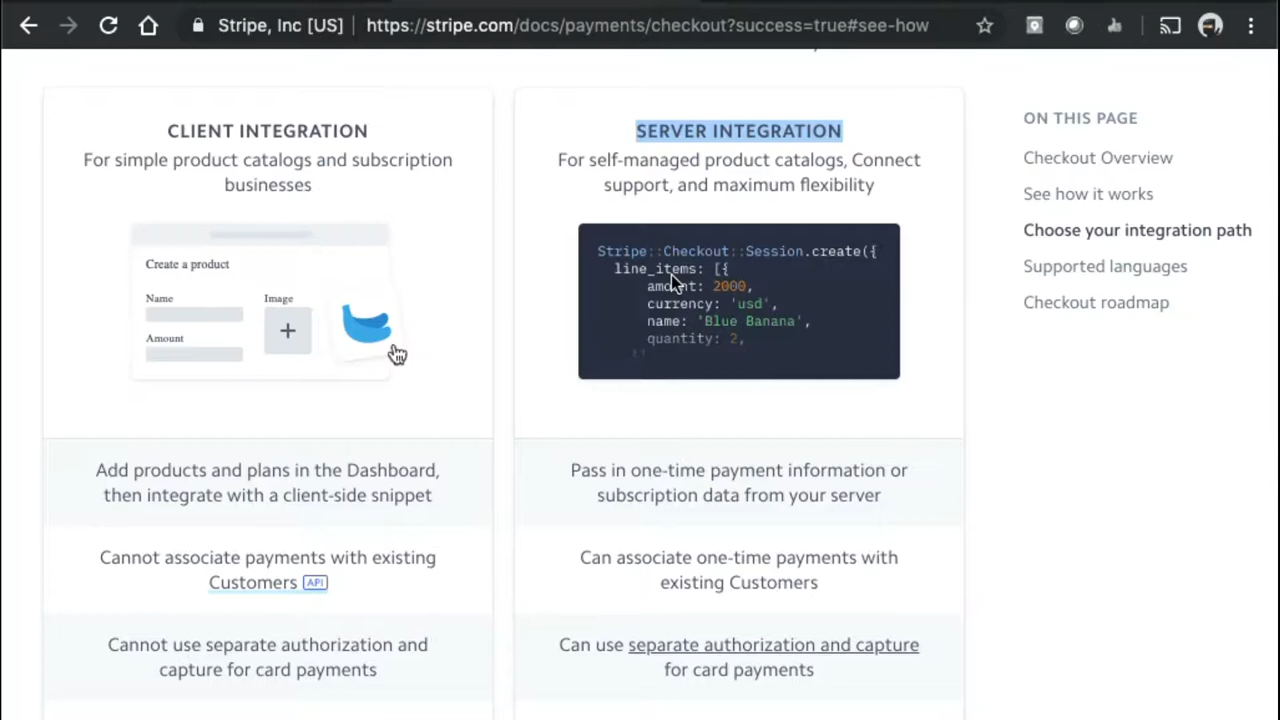 Stripe, Inc [US] | https://stripe.com/docs/payments/checkout?success=true#see-how
CLIENT INTEGRATION
For simple product catalogs and subscription
businesses
Create a product
Name
Image
Amount
Add products and plans in the Dashboard,
then integrate with a client-side snippet
Cannot associate payments with existing
Customers API
Cannot use separate authorization and
capture for card payments
SERVER INTEGRATION
For self-managed product catalogs, Connect
support, and maximum flexibility
Stripe::Checkout::Session.create({
line_items: [{
amount: 2000,
currency: 'usd',
name: 'Blue Banana',
quantity: 2,
Pass in one-time payment information or
subscription data from your server
Can associate one-time payments with
existing Customers
Can use separate authorization and capture
for card payments
ON THIS PAGE
Checkout Overview
See how it works
Choose your integration path
Supported languages
Checkout roadmap